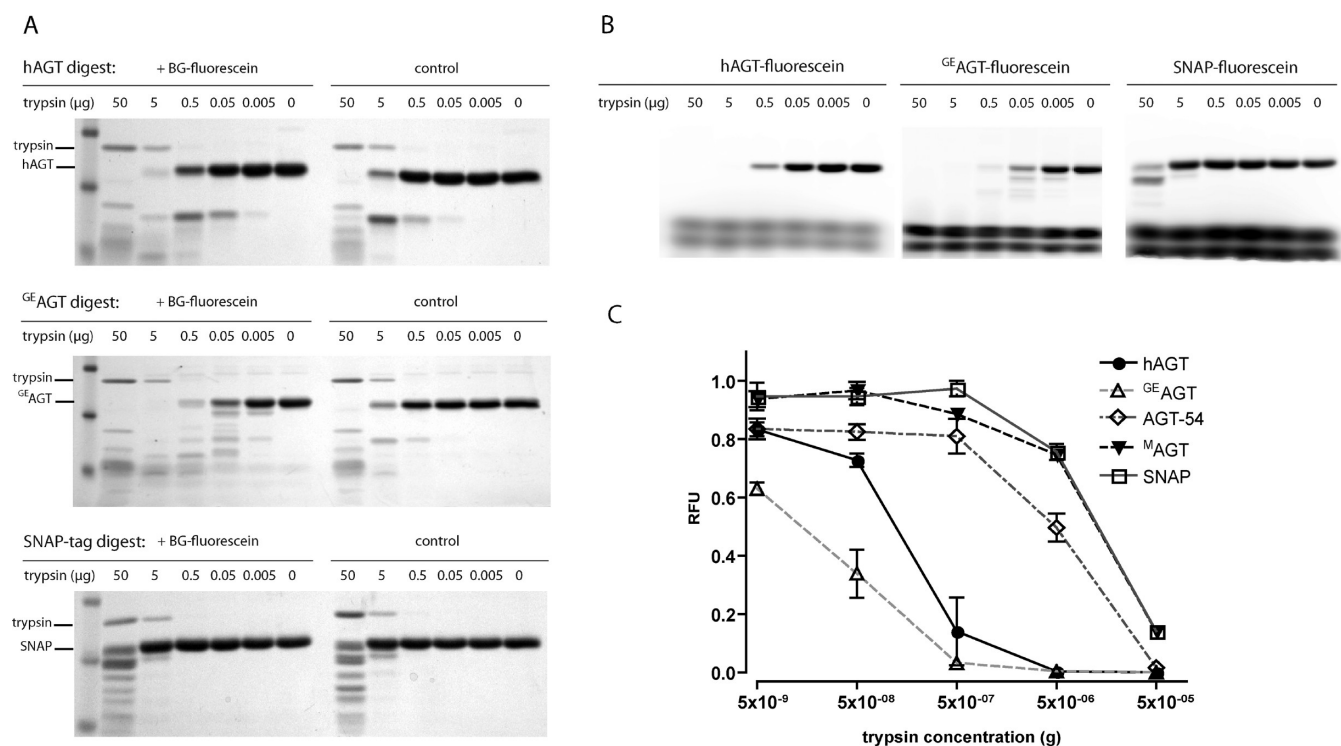 A
hAGT digest: + BG-fluorescein control
trypsin (µg) 50 5 0.5 0.05 0.005 0 50 5 0.5 0.05 0.005 0
trypsin
hAGT
GEAGT digest: + BG-fluorescein control
trypsin (µg) 50 5 0.5 0.05 0.005 0 50 5 0.5 0.05 0.005 0
trypsin
GEAGT
SNAP-tag digest: + BG-fluorescein control
trypsin (µg) 50 5 0.5 0.05 0.005 0 50 5 0.5 0.05 0.005 0
trypsin
SNAP
B
hAGT-fluorescein GEAGT-fluorescein SNAP-fluorescein
trypsin (µg) 50 5 0.5 0.05 0.005 0 50 5 0.5 0.05 0.005 0 50 5 0.5 0.05 0.005 0
C
hAGT
GEAGT
AGT-54
MAGT
SNAP
1.0
0.8
0.6
0.4
0.2
0.0
RFU
5x10-9 5x10-08 5x10-07 5x10-06 5x10-05
trypsin concentration (g)